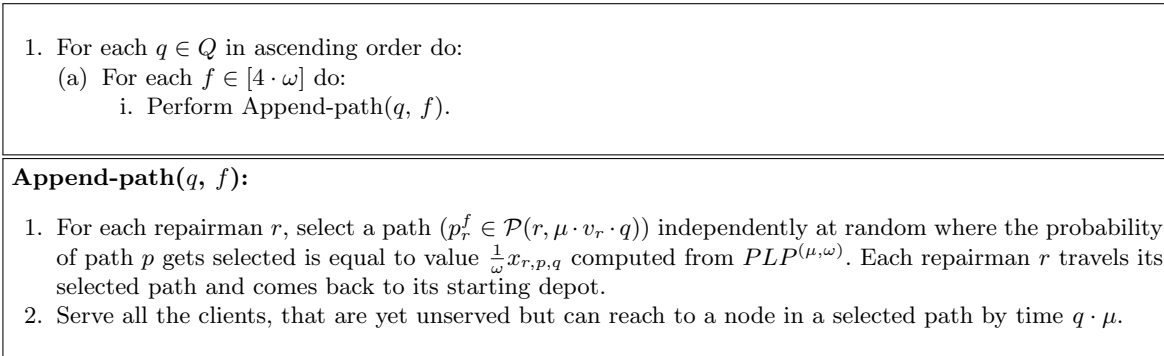 1. For each q ∈ Q in ascending order do:
(a) For each f ∈ [4 · ω] do:
i. Perform Append-path(q, f).
Append-path(q, f):
1. For each repairman r, select a path (p_r^f ∈ 𝒫(r, μ · v_r · q)) independently at random where the probability
of path p gets selected is equal to value \frac{1}{ω} x_{r,p,q} computed from PLP^{(μ,ω)}. Each repairman r travels its
selected path and comes back to its starting depot.
2. Serve all the clients, that are yet unserved but can reach to a node in a selected path by time q · μ.